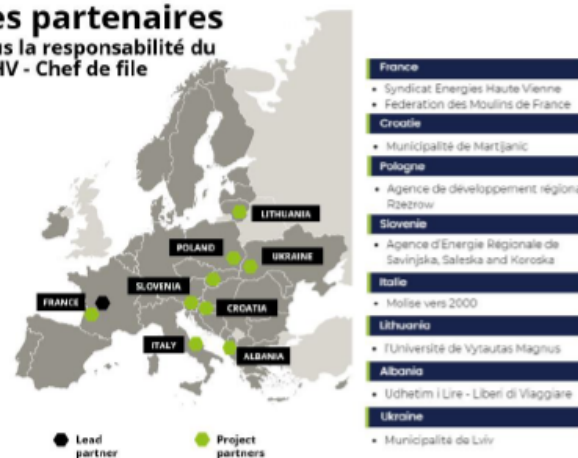 es partenaires
us la responsabilité du
HV - Chef de file
LITHUANIA
POLAND
UKRAINE
SLOVENIA
FRANCE
CROATIA
ITALY
ALBANIA
Lead
partner
Project
partners
France
• Syndicat Energies Haute Vienne
• Federation des Moulins de France
Croatie
• Municipalité de Martijanic
Pologne
• Agence de développement régiona
Rzezrow
Slovenie
• Agence d'Energie Régionale de
Savinjska, Saleska and Koroska
Italie
• Molise vers 2000
Lithuania
• l'Université de Vytautas Magnus
Albania
• Udhetim i Lire - Liberi di Viaggiare
Ukraine
• Municipalité de Lviv